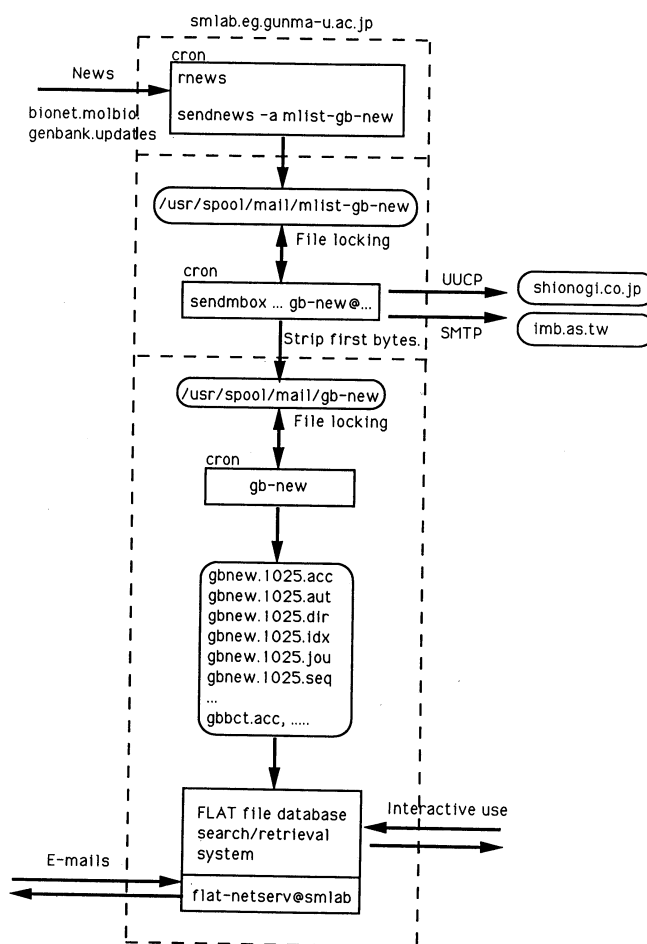 smlab.eg.gunma-u.ac.jp
cron
News
rnews
sendnews -a mlist-gb-new
bionet.molbio.
genbank.updates
/usr/spool/mail/mlist-gb-new
File locking
cron
sendmbox ... gb-new@...
UUCP
shionogi.co.jp
SMTP
imb.as.tw
Strip first bytes.
/usr/spool/mail/gb-new
File locking
cron
gb-new
gbnew.1025.acc
gbnew.1025.aut
gbnew.1025.dir
gbnew.1025.idx
gbnew.1025.jou
gbnew.1025.seq
...
gbbct.acc, .....
FLAT file database
search/retrieval
system
Interactive use
E-mails
flat-netserv@smlab